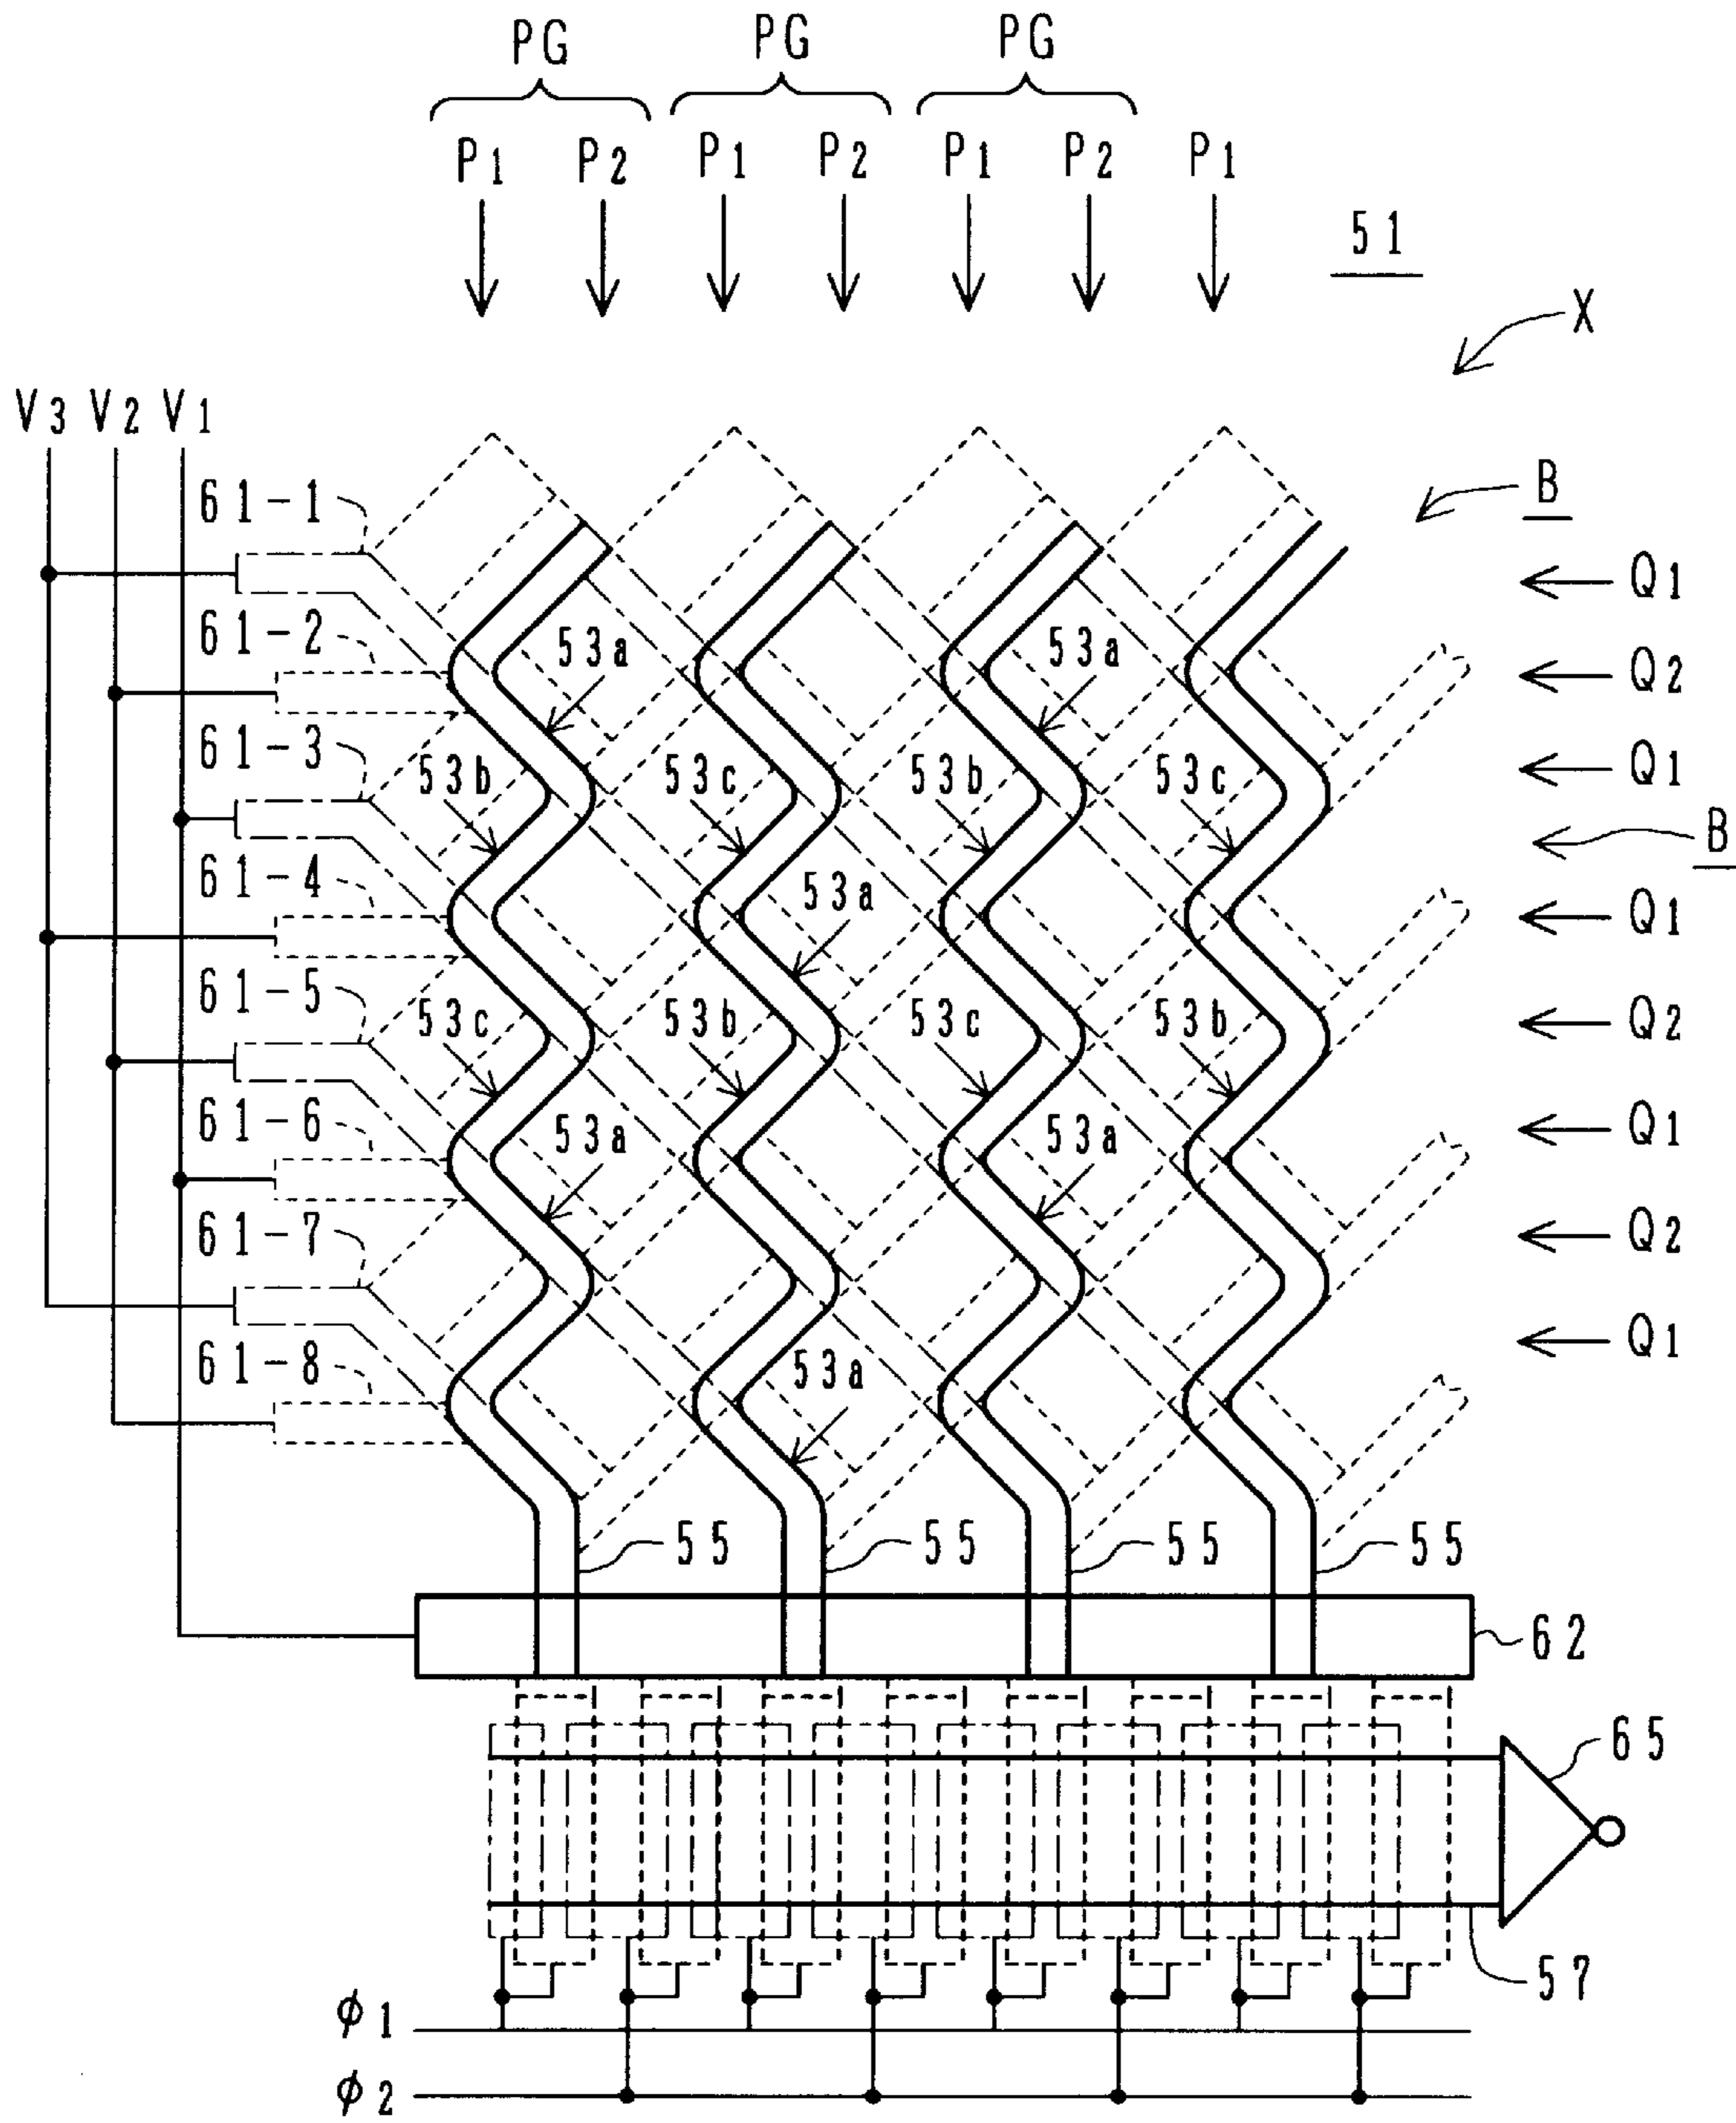 PG PG PG
P1 P2 P1 P2 P1 P2 P1
51
X
V3 V2 V1
B
61-1
Q1
61-2 53a 53a
Q2
61-3
53b 53c 53b 53c
Q1
B
61-4
53a
Q1
61-5
53c 53b 53c 53b
Q2
61-6
53a 53a
Q1
61-7
Q2
61-8
53a
Q1
55 55 55 55
62
65
57
φ1
φ2